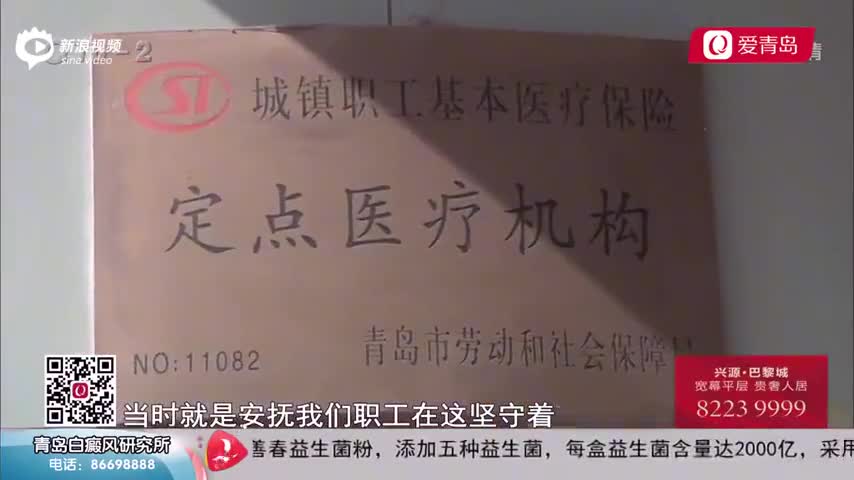 新浪视频
sina video
爱青岛
SI
城镇职工基本医疗保险
定点医疗机构
NO:11082
青岛市劳动和社会保障局
兴源·巴黎城
宽幕平层 贵奢人居
8223 9999
当时就是安抚我们职工在这坚守着
青岛白癜风研究所
电话：86698888
善春益生菌粉，添加五种益生菌，每盒益生菌含量达2000亿，采用